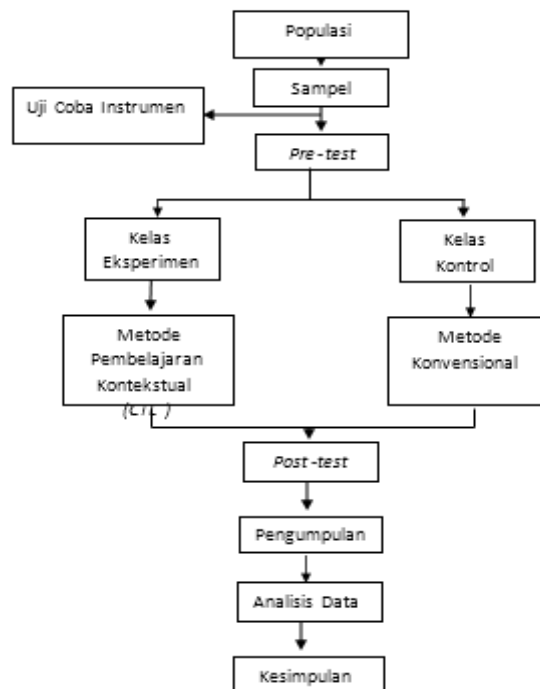 Populasi
Sampel
Uji Coba Instrumen
Pre-test
Kelas
Eksperimen
Kelas
Kontrol
Metode
Pembelajaran
Kontekstual
(CTL)
Metode
Konvensional
Post-test
Pengumpulan
Analisis Data
Kesimpulan